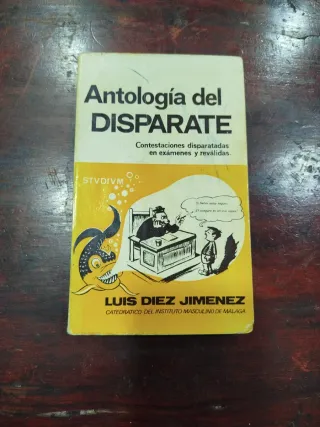 Antología del
DISPARATE
Contestaciones disparatadas
en exámenes y reválidas
STVDIVM
LUIS DIEZ JIMENEZ
CATEDRATICO DEL INSTITUTO MASCULINO DE MALAGA